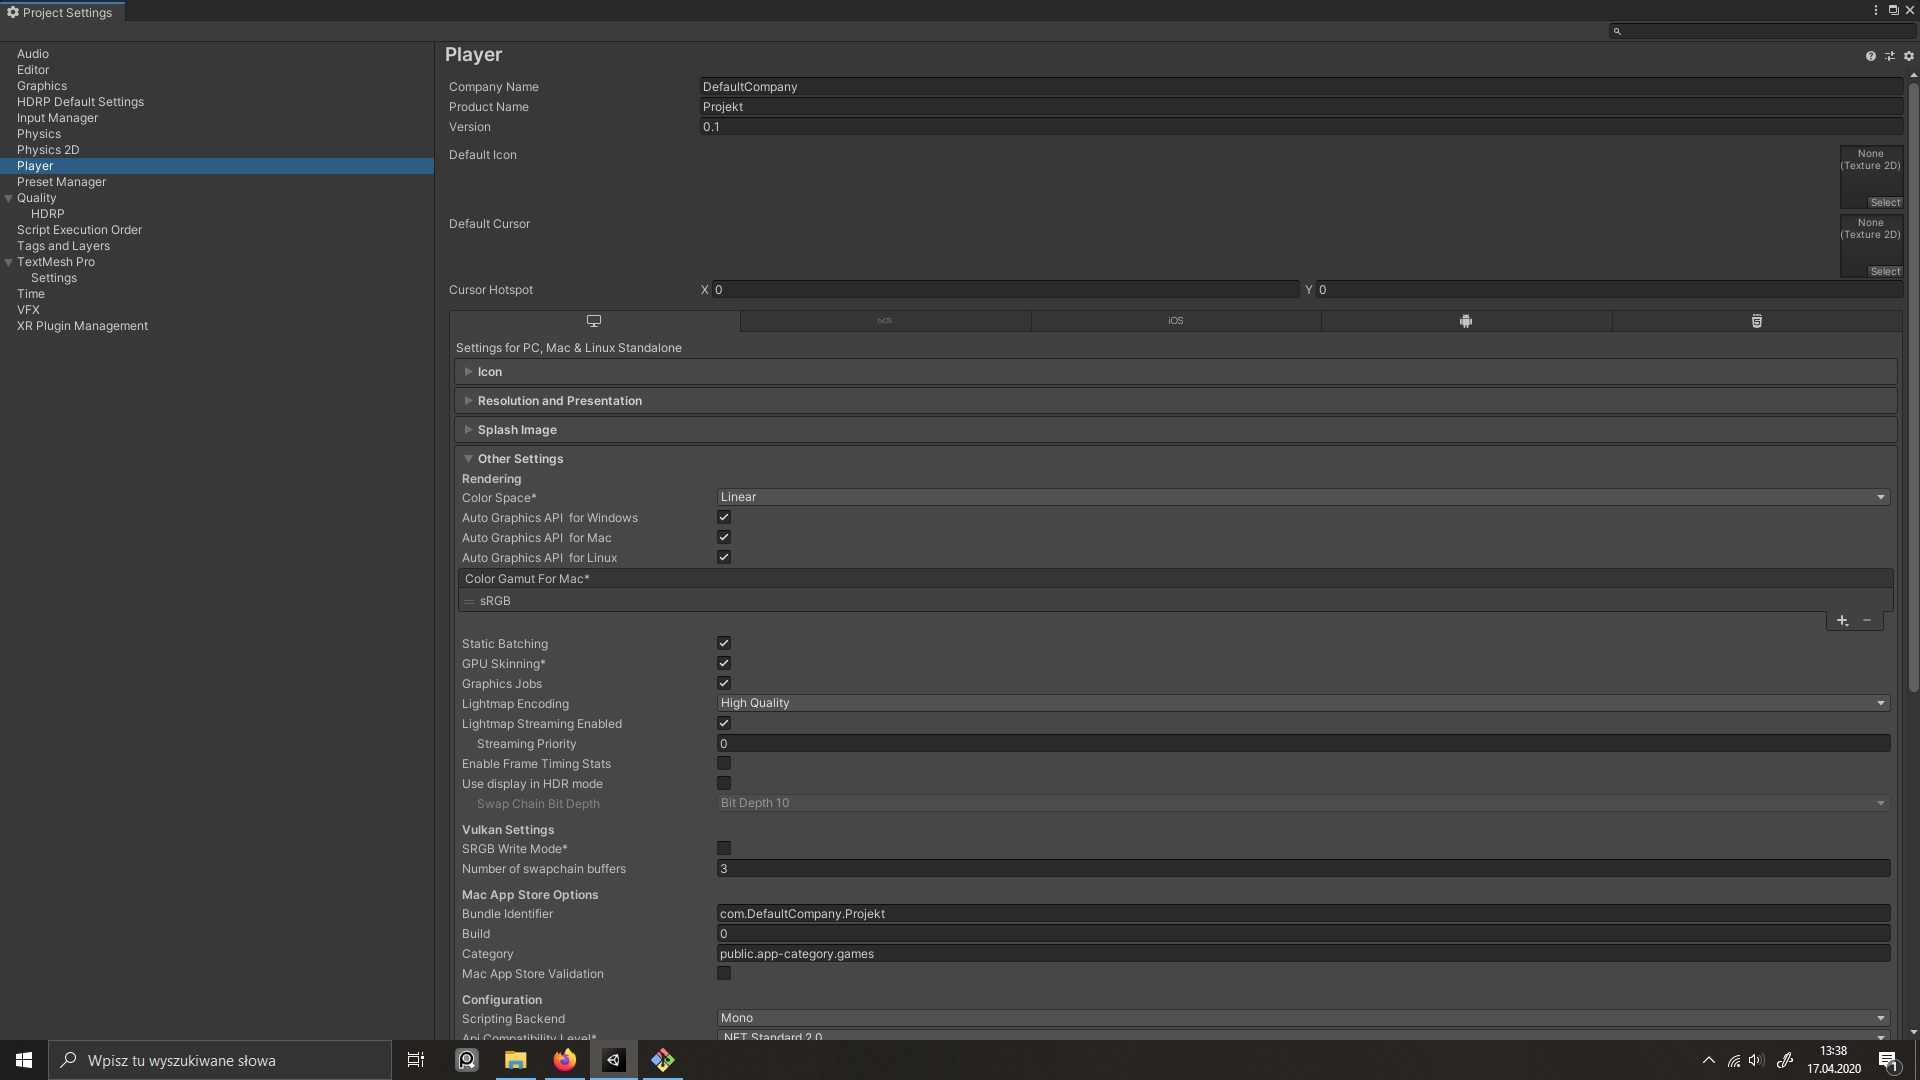 Project Settings
Audio
Editor
Graphics
HDRP Default Settings
Input Manager
Physics
Physics 2D
Player
Preset Manager
Quality
HDRP
Script Execution Order
Tags and Layers
TextMesh Pro
Settings
Time
VFX
XR Plugin Management
Player
Company Name DefaultCompany
Product Name Projekt
Version 0.1
Default Icon
None
(Texture 2D)
Select
Default Cursor
None
(Texture 2D)
Select
Cursor Hotspot X 0 Y 0
tvOS iOS
Settings for PC, Mac & Linux Standalone
Icon
Resolution and Presentation
Splash Image
Other Settings
Rendering
Color Space* Linear
Auto Graphics API for Windows
Auto Graphics API for Mac
Auto Graphics API for Linux
Color Gamut For Mac*
sRGB
Static Batching
GPU Skinning*
Graphics Jobs
Lightmap Encoding High Quality
Lightmap Streaming Enabled
Streaming Priority 0
Enable Frame Timing Stats
Use display in HDR mode
Swap Chain Bit Depth Bit Depth 10
Vulkan Settings
SRGB Write Mode*
Number of swapchain buffers 3
Mac App Store Options
Bundle Identifier com.DefaultCompany.Projekt
Build 0
Category public.app-category.games
Mac App Store Validation
Configuration
Scripting Backend Mono
Api Compatibility Level* .NET Standard 2.0
Wpisz tu wyszukiwane słowa
13:38
17.04.2020
1